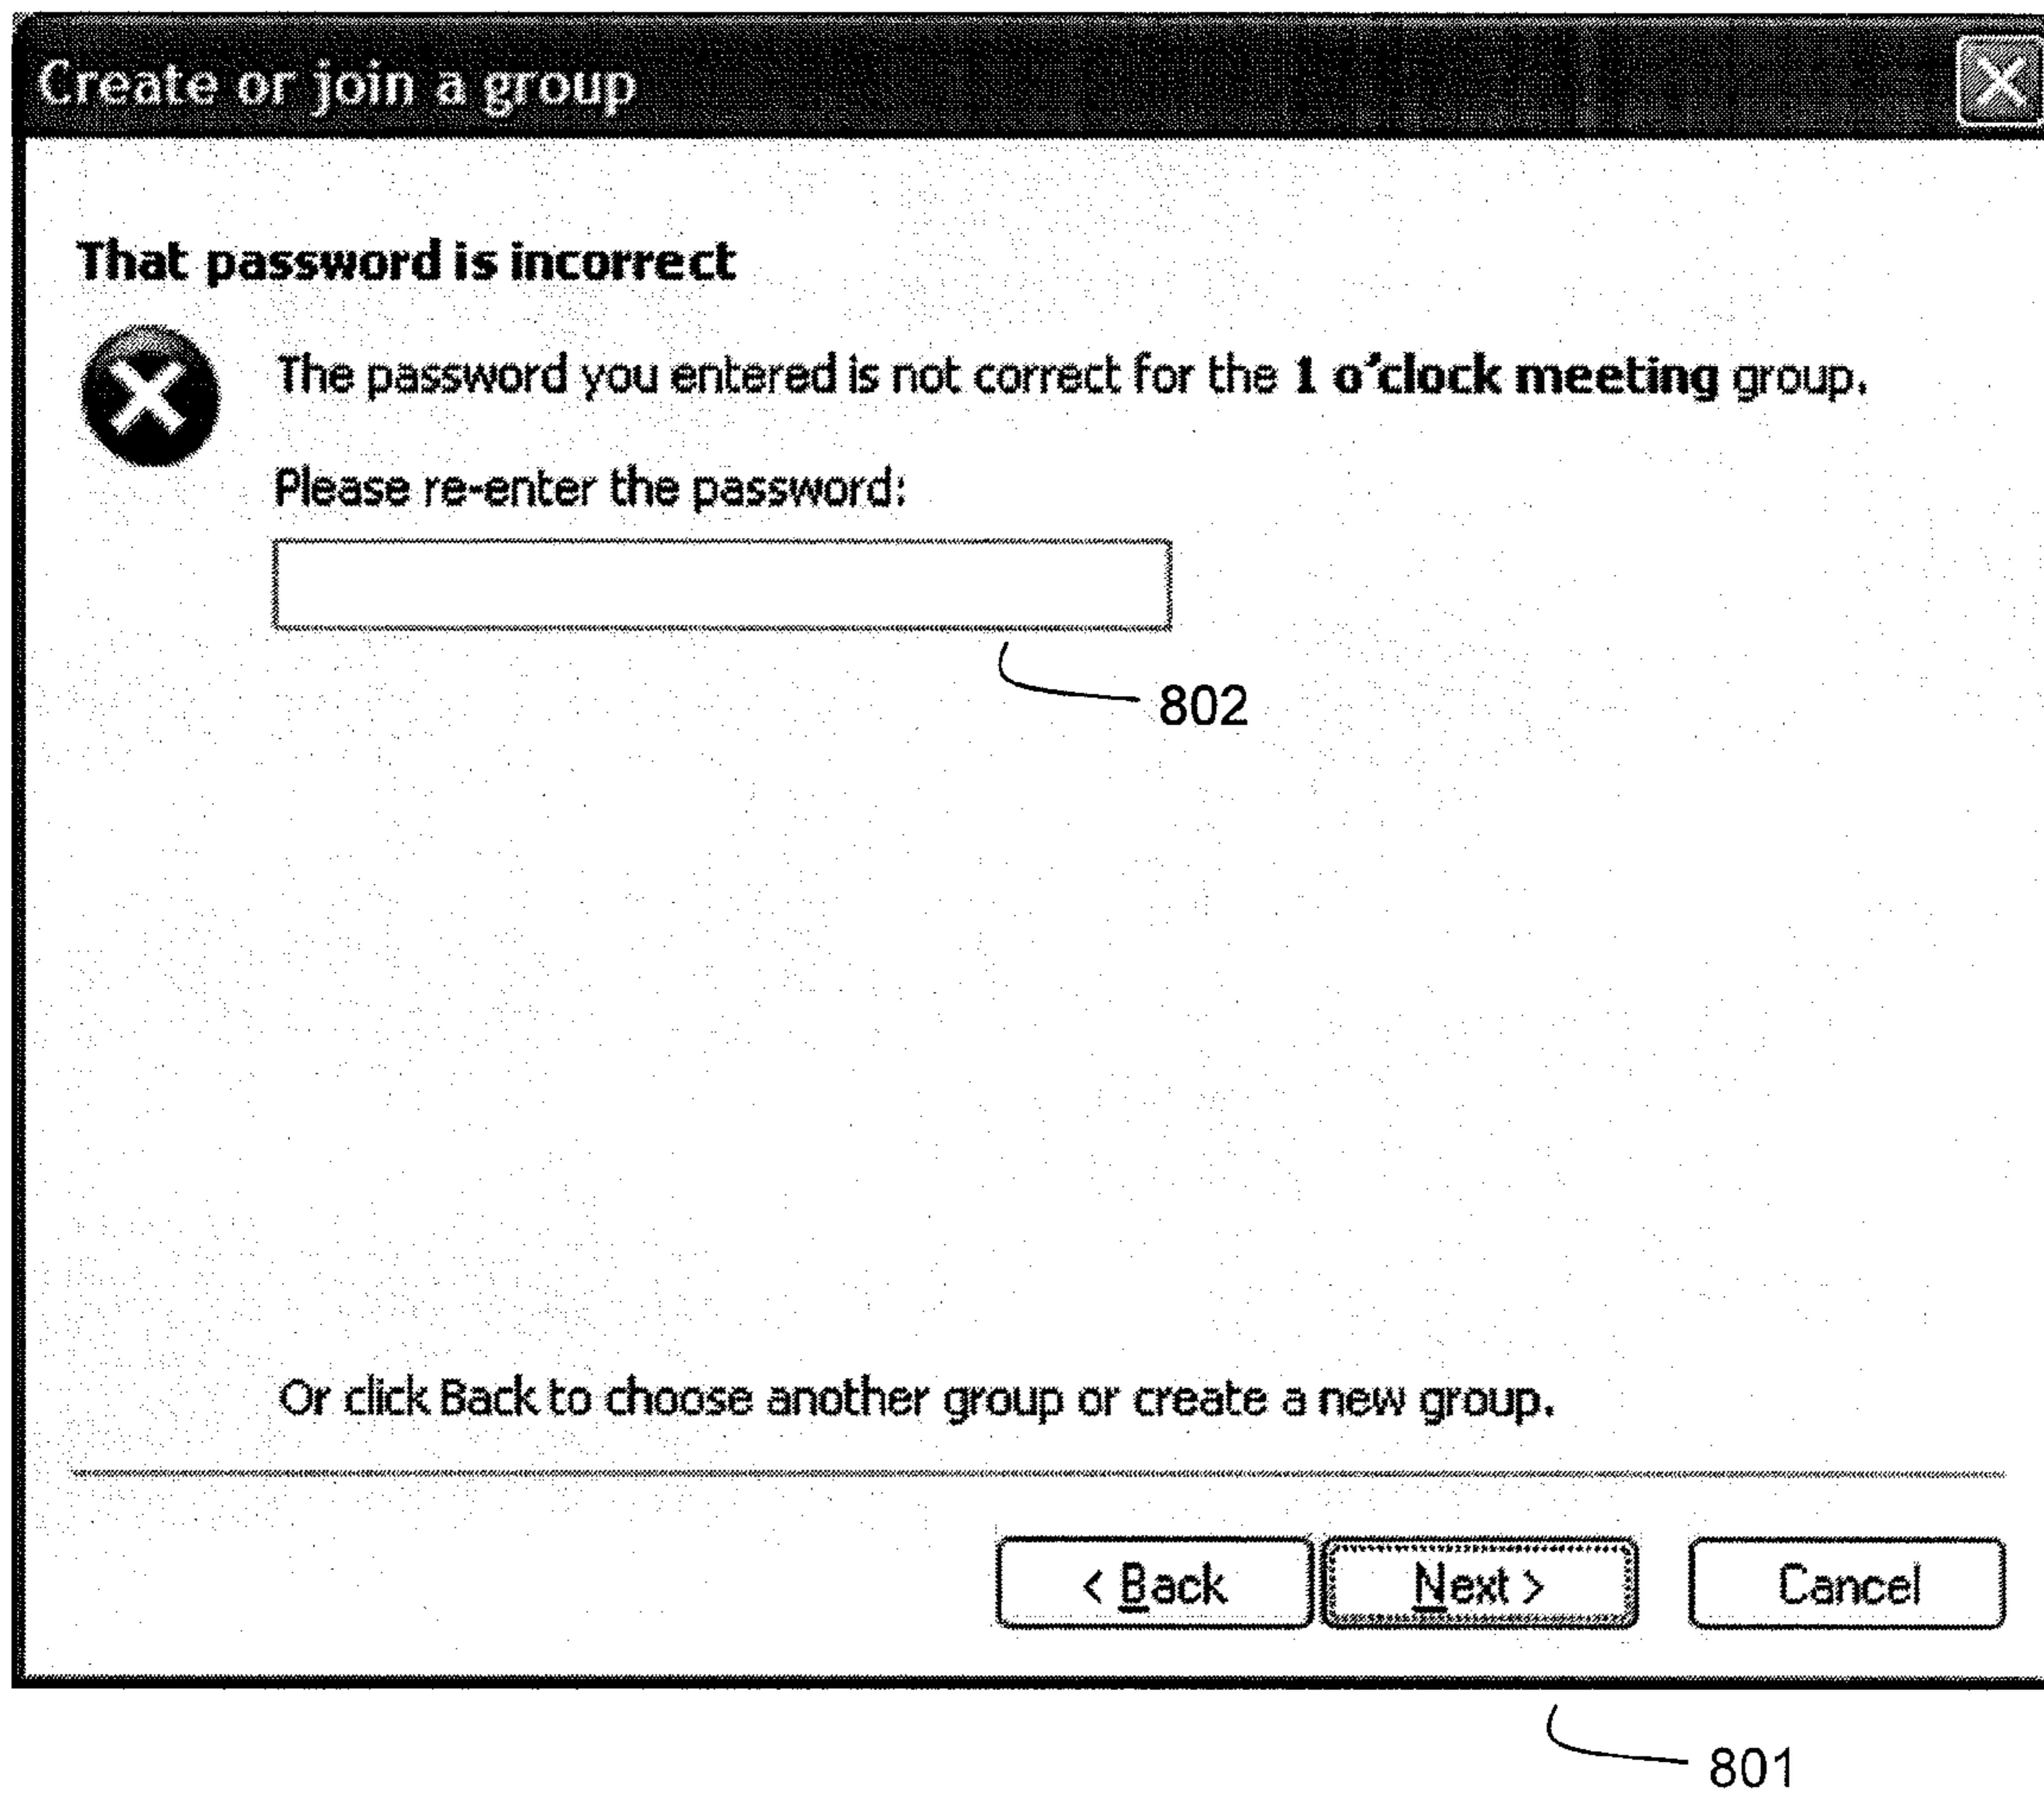 Create or join a group
That password is incorrect
The password you entered is not correct for the 1 o'clock meeting group.
Please re-enter the password:
802
Or click Back to choose another group or create a new group.
< Back Next > Cancel
801